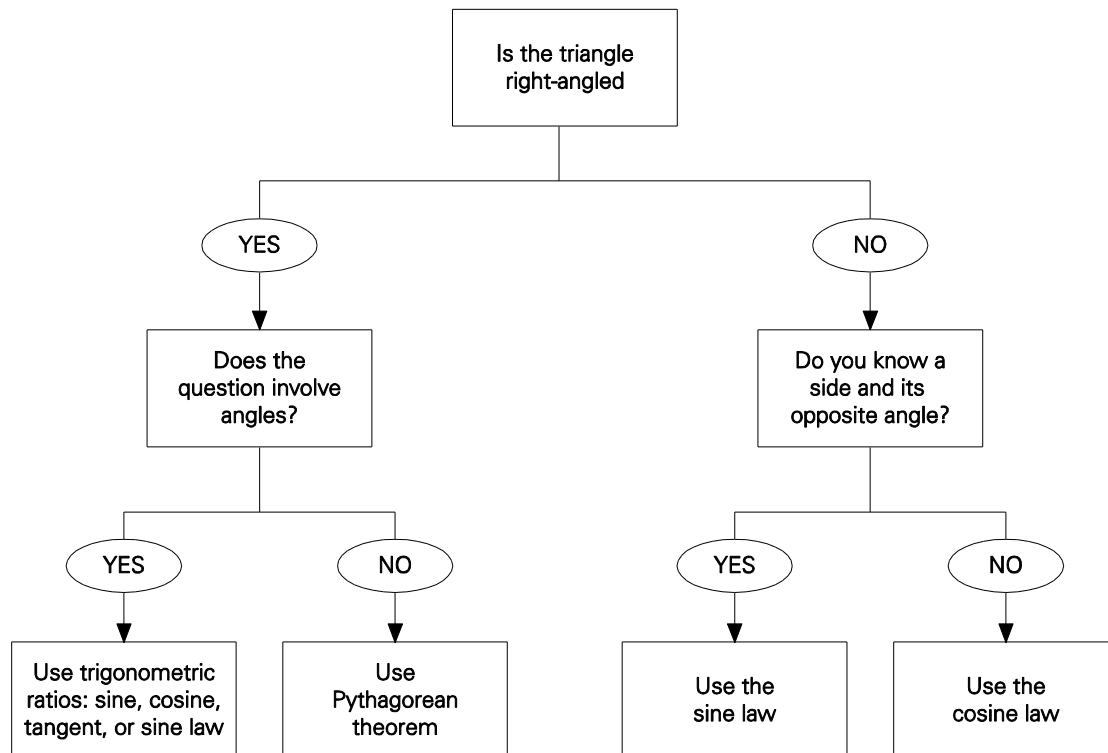 Is the triangle
right-angled
YES
NO
Does the
question involve
angles?
Do you know a
side and its
opposite angle?
YES
NO
YES
NO
Use trigonometric
ratios: sine, cosine,
tangent, or sine law
Use
Pythagorean
theorem
Use the
sine law
Use the
cosine law